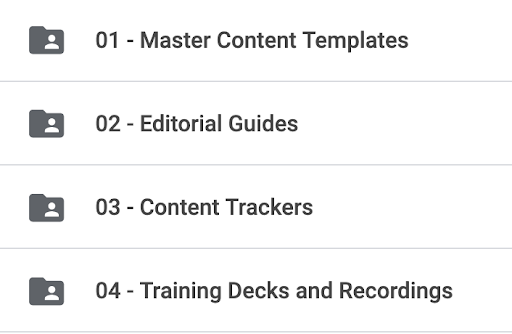 01 - Master Content Templates
02 - Editorial Guides
03 - Content Trackers
04 - Training Decks and Recordings